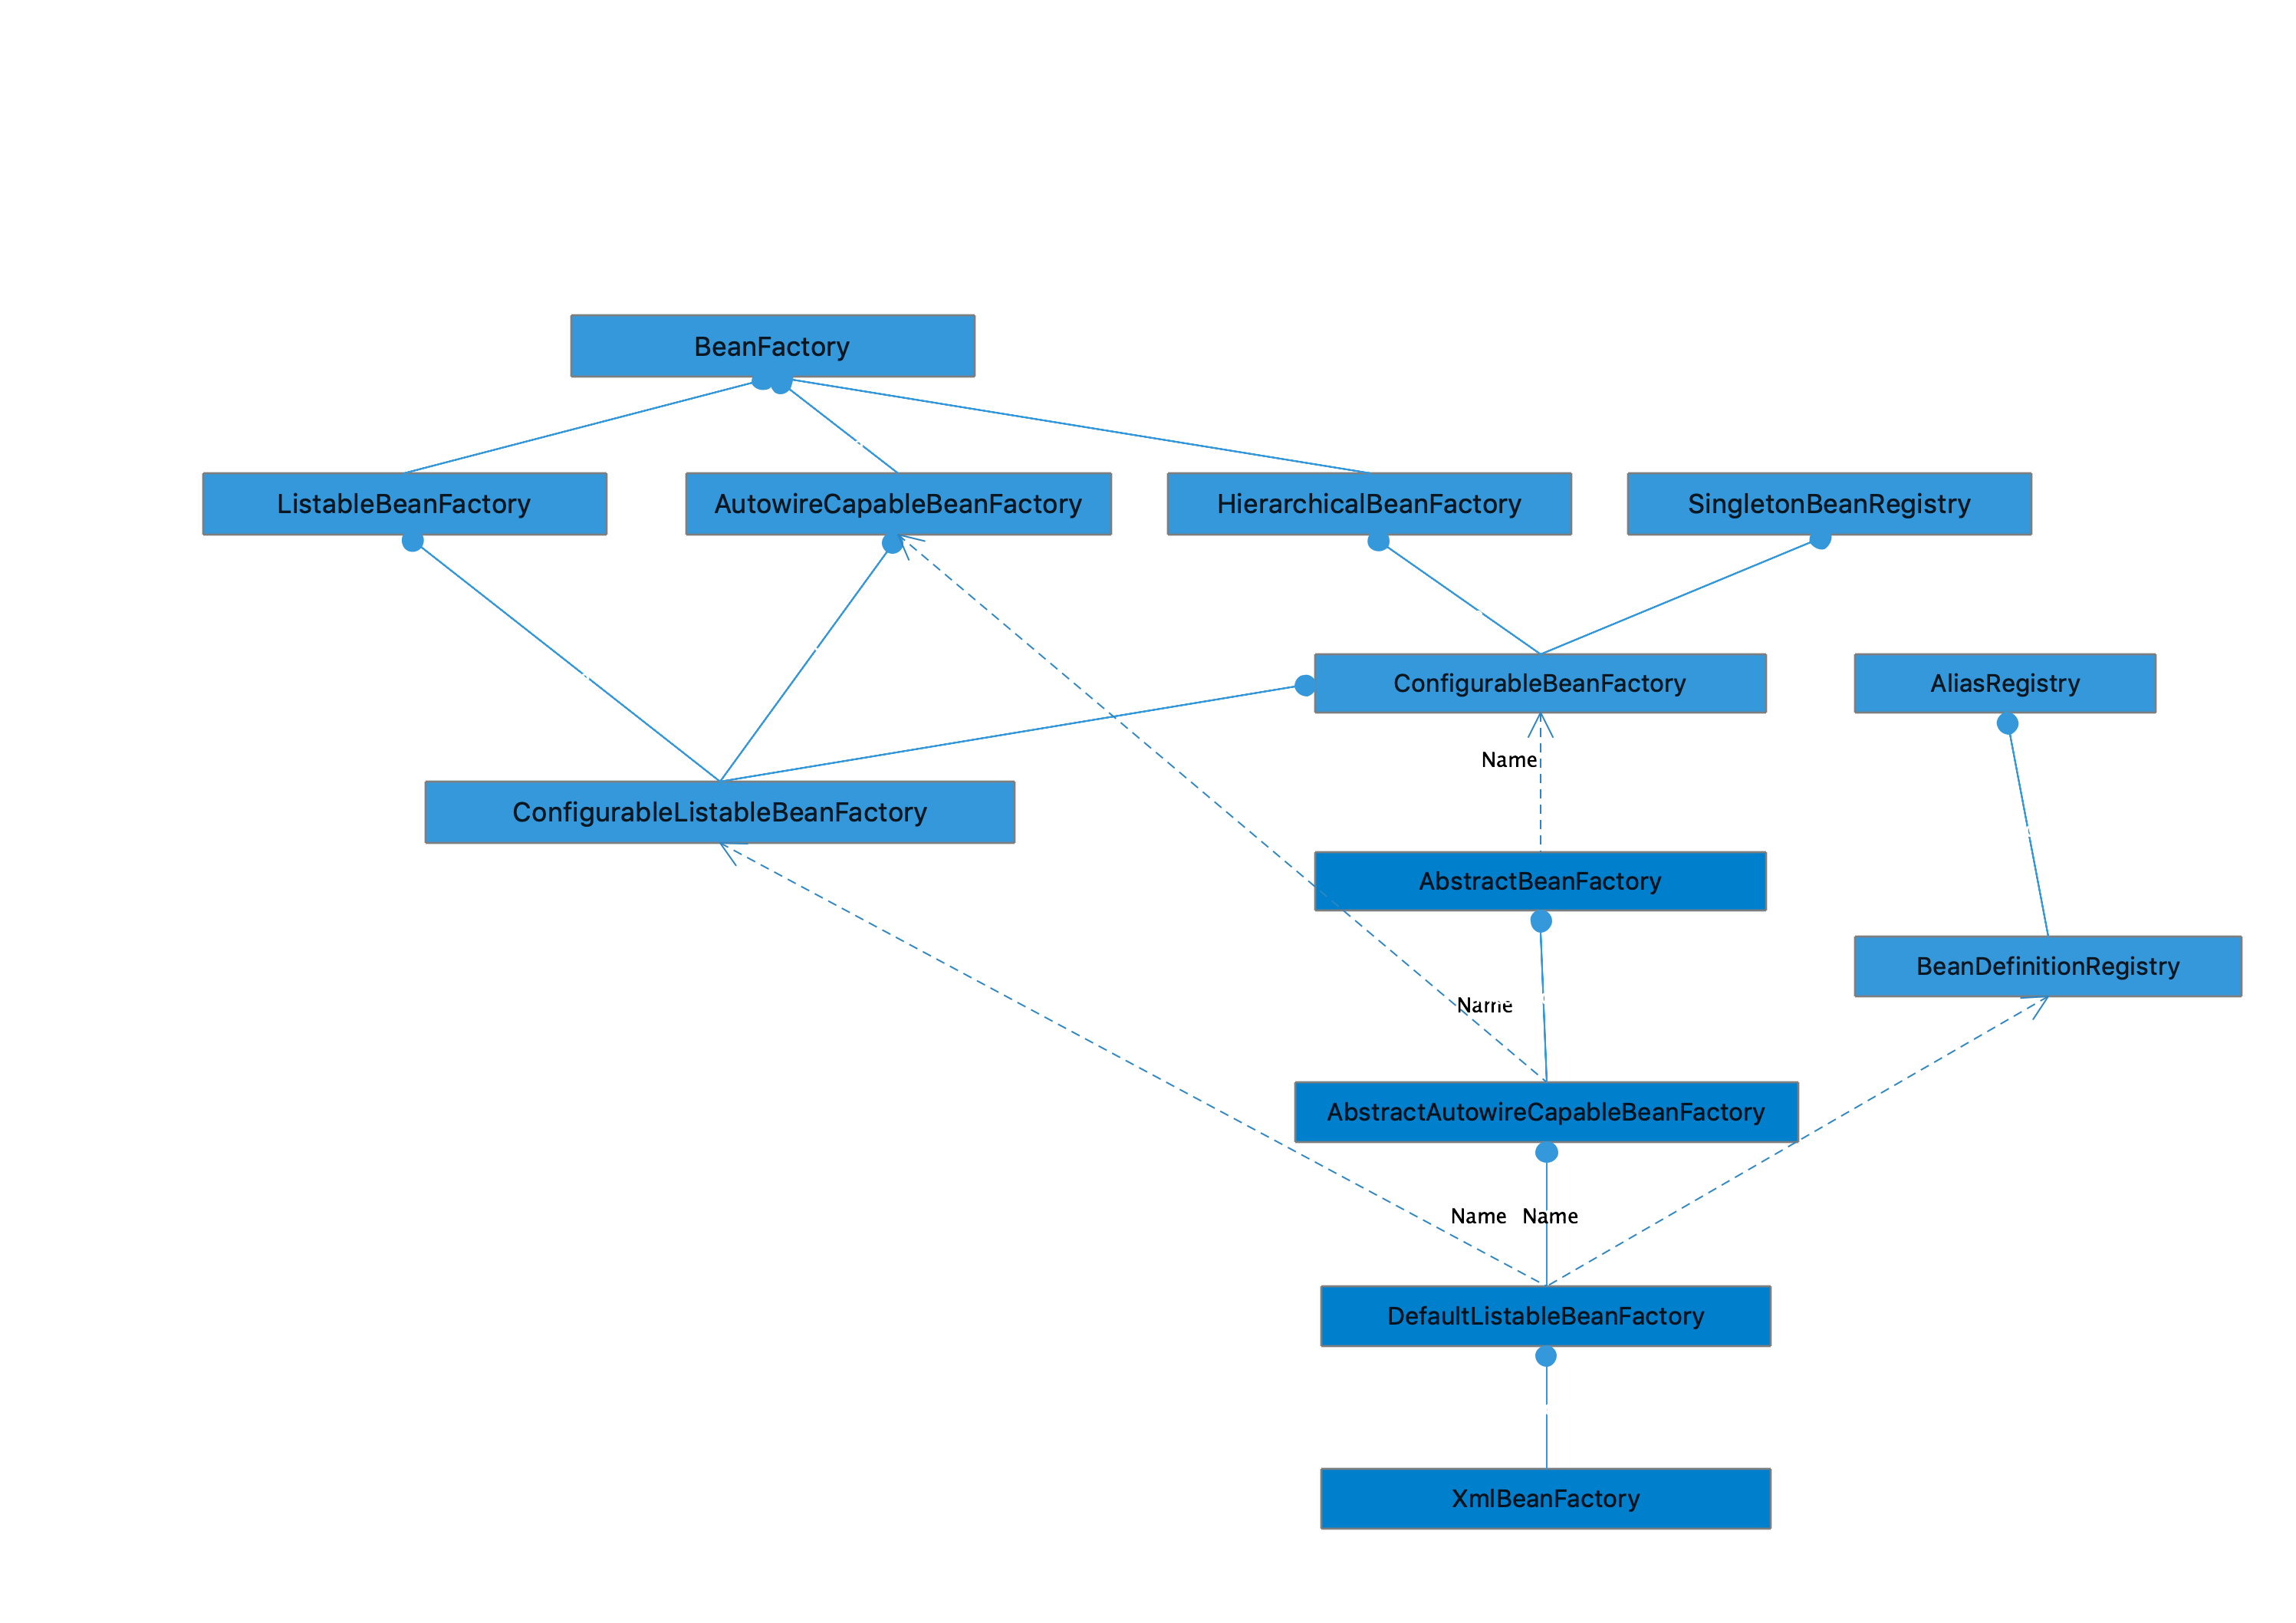 BeanFactory
ListableBeanFactory
AutowireCapableBeanFactory
HierarchicalBeanFactory
SingletonBeanRegistry
ConfigurableBeanFactory
AliasRegistry
Name
ConfigurableListableBeanFactory
AbstractBeanFactory
BeanDefinitionRegistry
Name
AbstractAutowireCapableBeanFactory
Name
Name
DefaultListableBeanFactory
XmlBeanFactory